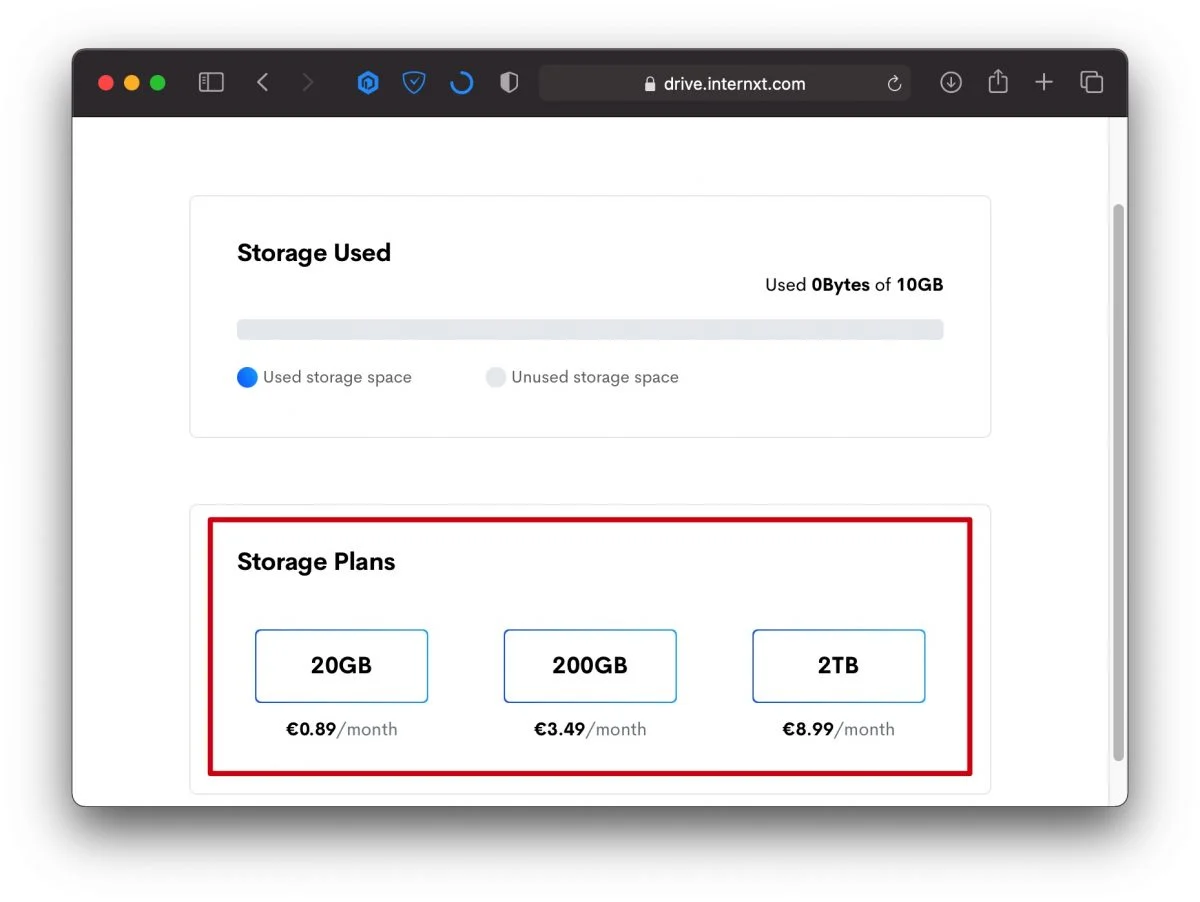 drive.internxt.com
Storage Used
Used 0Bytes of 10GB
Used storage space Unused storage space
Storage Plans
20GB 200GB 2TB
€0.89/month €3.49/month €8.99/month